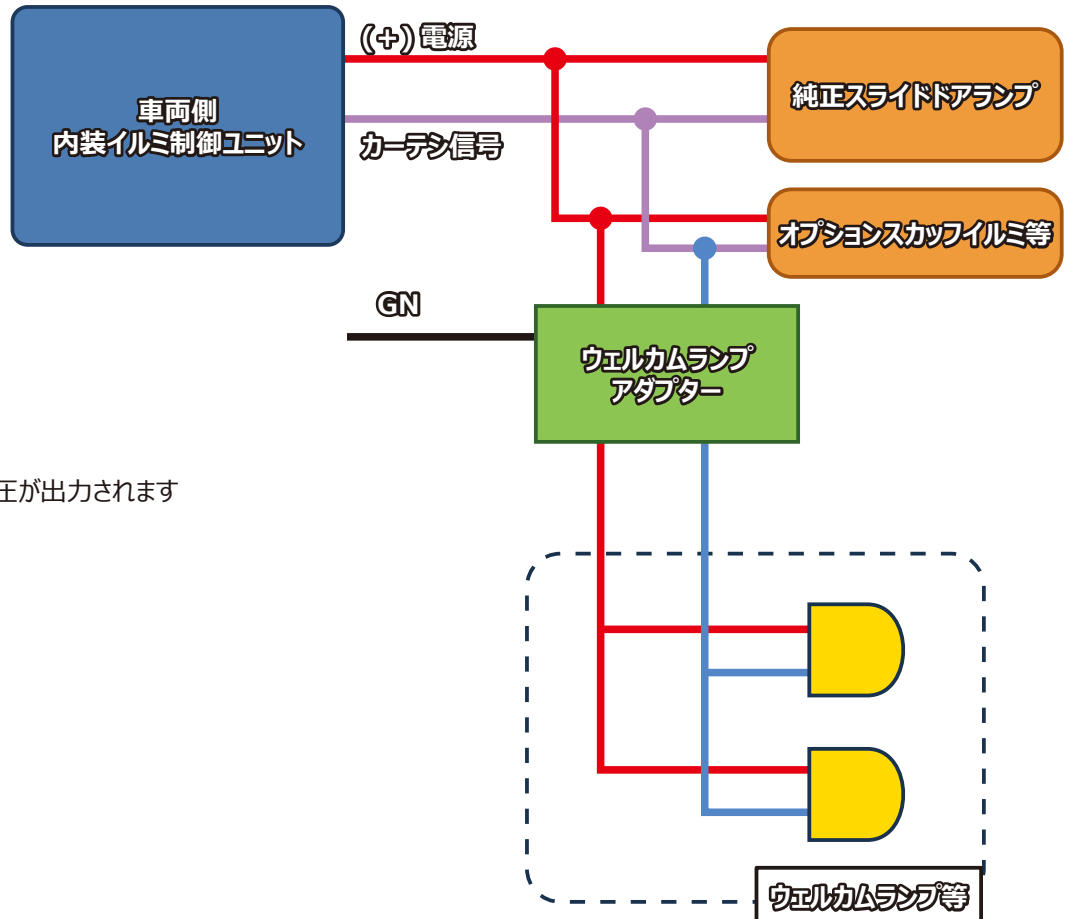 (+)電源
車両側
内装イルミ制御ユニット
純正スライドドアランプ
カーテシ信号
オプションスカッフイルミ等
GN
ウェルカムランプ
アダプター
圧が出力されます
ウェルカムランプ等